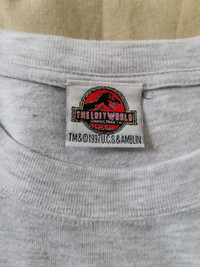 THE LOST WORLD
JURASSIC PARK
TM&©1997U.C.S.&AMBLIN